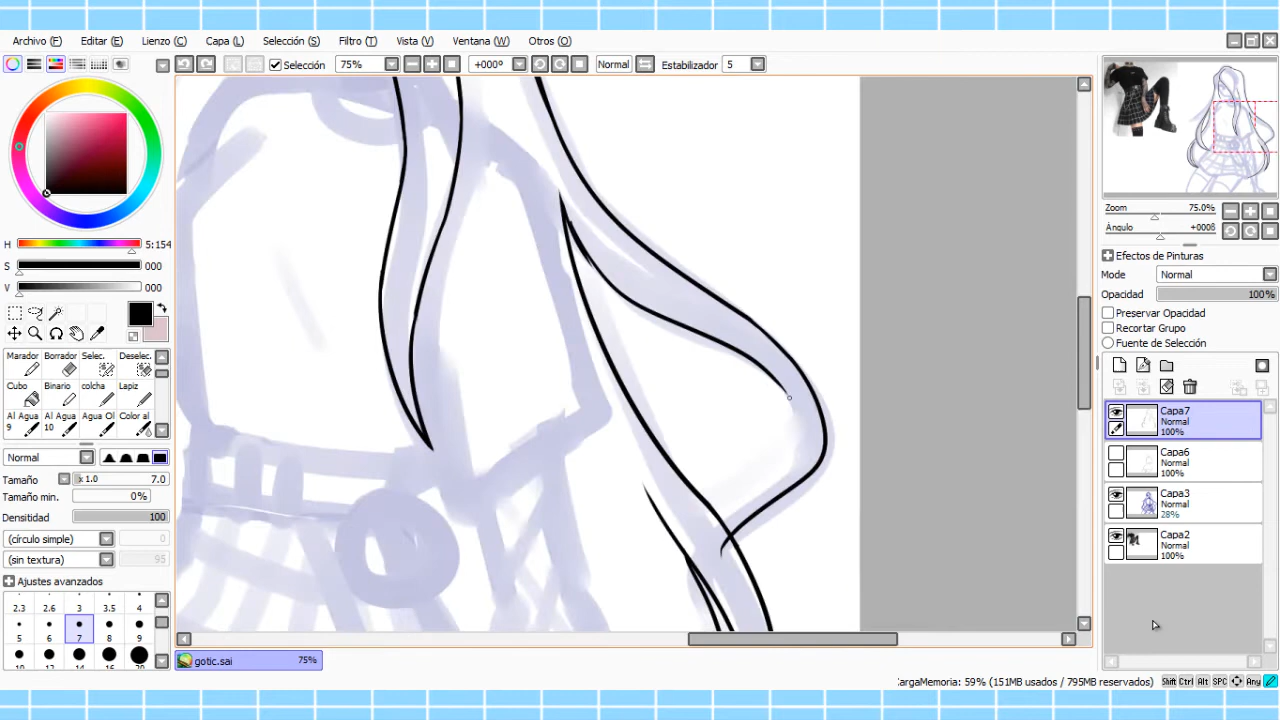 Archivo (F) Editar (E) Lienzo (C) Capa (L) Selección (S) Filtro (T) Vista (V) Ventana (W) Otros (O)
Selección 75% +000º Normal Estabilizador 5
H 5:154
S 000
V 000
Marador Borrador Selec. Deselec.
Cubo Binario colcha Lapiz
Al Agua 9 Al Agua 10 Agua Ol Color al
Normal
Tamaño x 1.0 7.0
Tamaño min. 0%
Densidad 100
(círculo simple) 0
(sin textura) 95
Ajustes avanzados
2.3 2.6 3 3.5 4
5 6 7 8 9
gotic.sai 75%
Zoom 75.0%
Ángulo
Efectos de Pinturas
Mode Normal
Opacidad 100%
Preservar Opacidad
Recortar Grupo
Fuente de Selección
Capa7
Normal
100%
Capa6
Normal
100%
Capa3
Normal
28%
Capa2
Normal
100%
CargaMemoria: 59% (151MB usados / 795MB reservados) Shift Ctrl Alt SPC Any